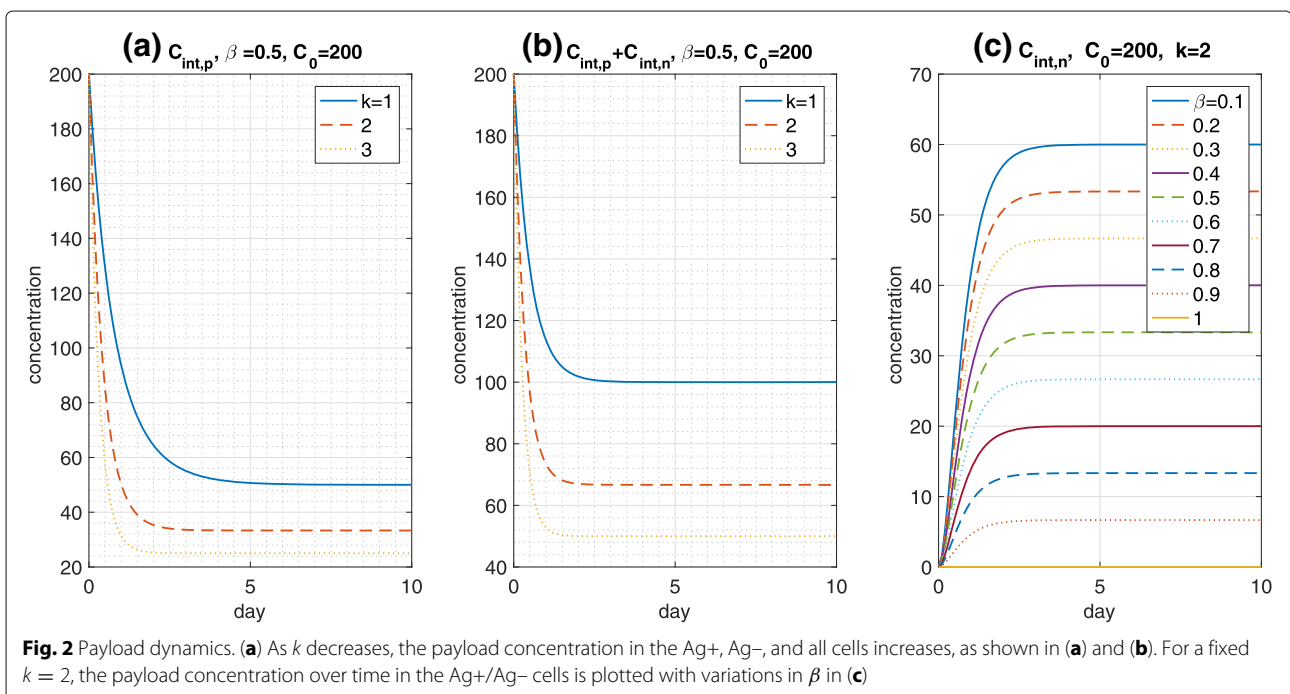 (a) C_int,p, β =0.5, C_0=200
200
180
160
140
120
100
80
60
40
20
concentration
0 5 10
day
k=1
2
3
(b) C_int,p+C_int,n, β=0.5, C_0=200
200
180
160
140
120
100
80
60
40
concentration
0 5 10
day
k=1
2
3
(c) C_int,n, C_0=200, k=2
70
60
50
40
30
20
10
0
concentration
0 5 10
day
β=0.1
0.2
0.3
0.4
0.5
0.6
0.7
0.8
0.9
1
Fig. 2 Payload dynamics. (a) As k decreases, the payload concentration in the Ag+, Ag–, and all cells increases, as shown in (a) and (b). For a fixed
k = 2, the payload concentration over time in the Ag+/Ag– cells is plotted with variations in β in (c)